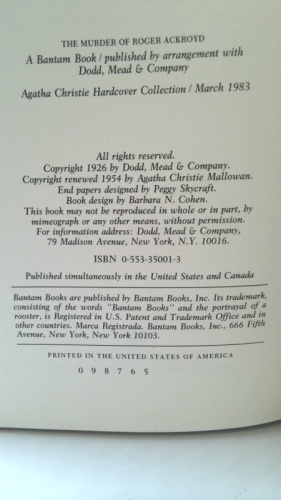 THE MURDER OF ROGER ACKROYD
A Bantam Book / published by arrangement with
Dodd, Mead & Company
Agatha Christie Hardcover Collection / March 1983
All rights reserved.
Copyright 1926 by Dodd, Mead & Company.
Copyright renewed 1954 by Agatha Christie Mallowan.
End papers designed by Peggy Skycraft.
Book design by Barbara N. Cohen.
This book may not be reproduced in whole or in part, by
mimeograph or any other means, without permission.
For information address: Dodd, Mead & Company,
79 Madison Avenue, New York, N.Y. 10016.
ISBN 0-553-35001-3
Published simultaneously in the United States and Canada
Bantam Books are published by Bantam Books, Inc. Its trademark,
consisting of the words "Bantam Books" and the portrayal of a
rooster, is Registered in U.S. Patent and Trademark Office and in
other countries. Marca Registrada. Bantam Books, Inc., 666 Fifth
Avenue, New York, New York 10103.
PRINTED IN THE UNITED STATES OF AMERICA
0 9 8 7 6 5